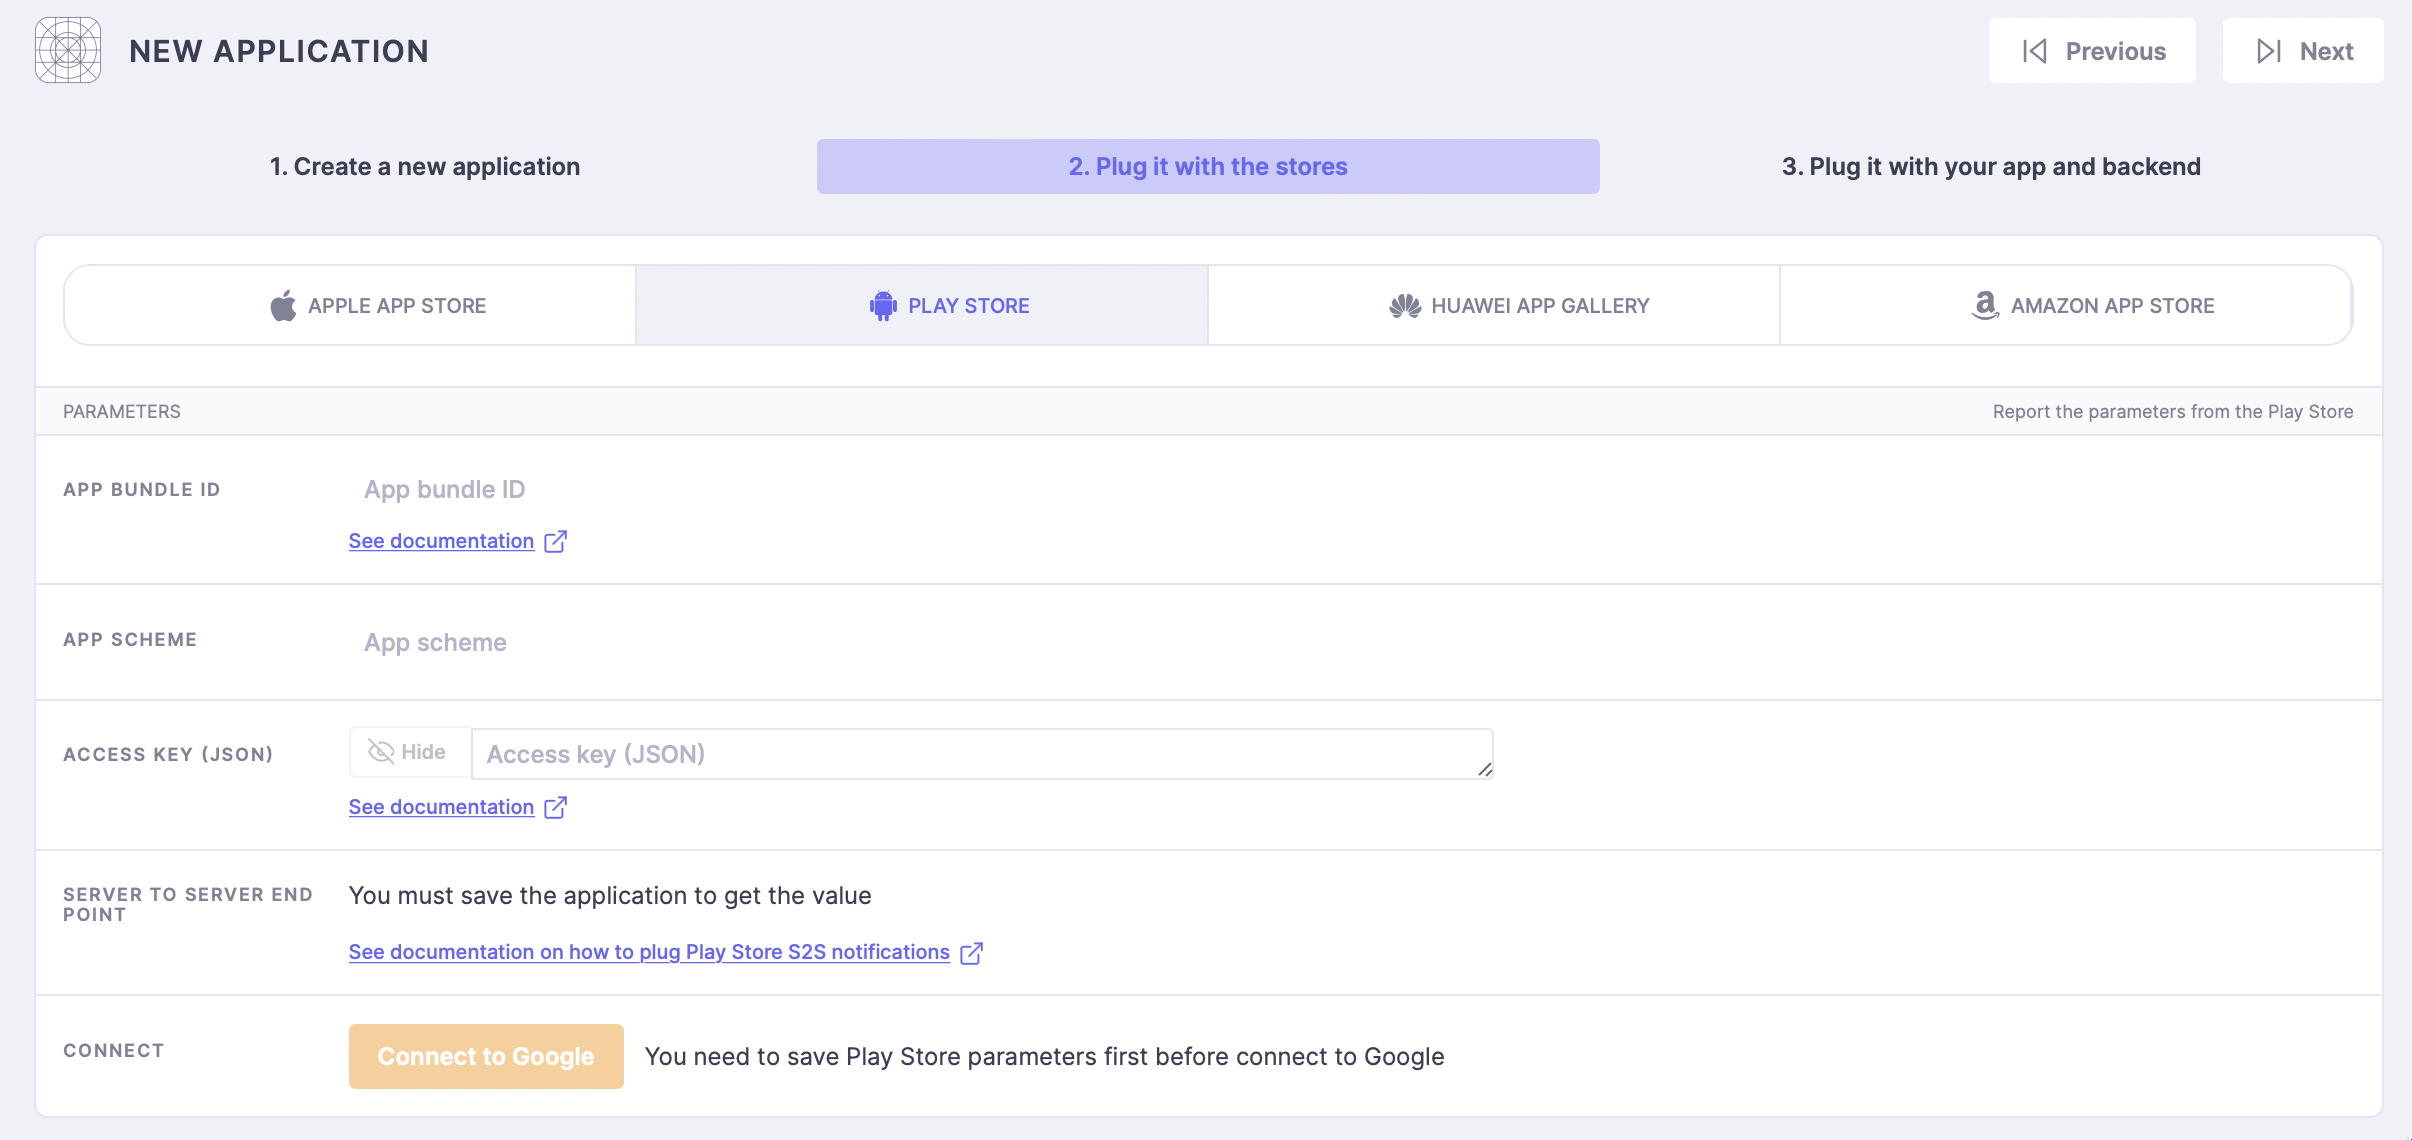 NEW APPLICATION
Previous
Next
1. Create a new application
2. Plug it with the stores
3. Plug it with your app and backend
APPLE APP STORE
PLAY STORE
HUAWEI APP GALLERY
AMAZON APP STORE
PARAMETERS
Report the parameters from the Play Store
APP BUNDLE ID
App bundle ID
See documentation
APP SCHEME
App scheme
ACCESS KEY (JSON)
Hide
Access key (JSON)
See documentation
SERVER TO SERVER END
POINT
You must save the application to get the value
See documentation on how to plug Play Store S2S notifications
CONNECT
Connect to Google
You need to save Play Store parameters first before connect to Google